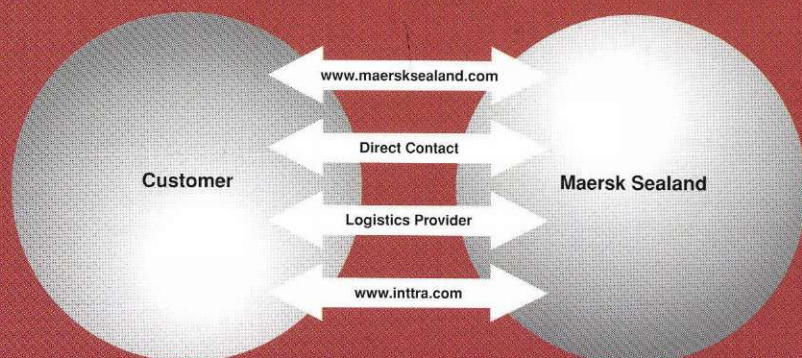 www.maersksealand.com
Direct Contact
Customer
Maersk Sealand
Logistics Provider
www.inttra.com